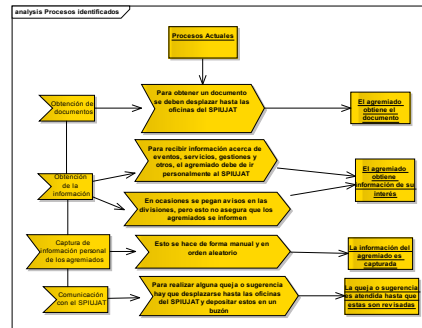 analysis Procesos identificados
Procesos Actuales
Obtención de
documentos
Para obtener un documento
se deben desplazar hasta las
oficinas del SPIUJAT
El agremiado
obtiene el
documento
Obtención
de la
información
Para recibir información acerca de
eventos, servicios, gestiones y
otros, el agremiado debe de ir
personalmente al SPIUJAT
En ocasiones se pegan avisos en las
divisiones, pero esto no asegura que los
agremiados se informen
El agremiado
obtiene
información de su
interés
Captura de
información personal
de los agremiados
Esto se hace de forma manual y en
orden aleatorio
La información del
agremiado es
capturada
Comunicación
con el SPIUJAT
Para realizar alguna queja o sugerencia
hay que desplazarse hasta las oficinas
del SPIUJAT y depositar estos en un
buzón
La queja o sugerencia
es atendida hasta que
estas son revisadas